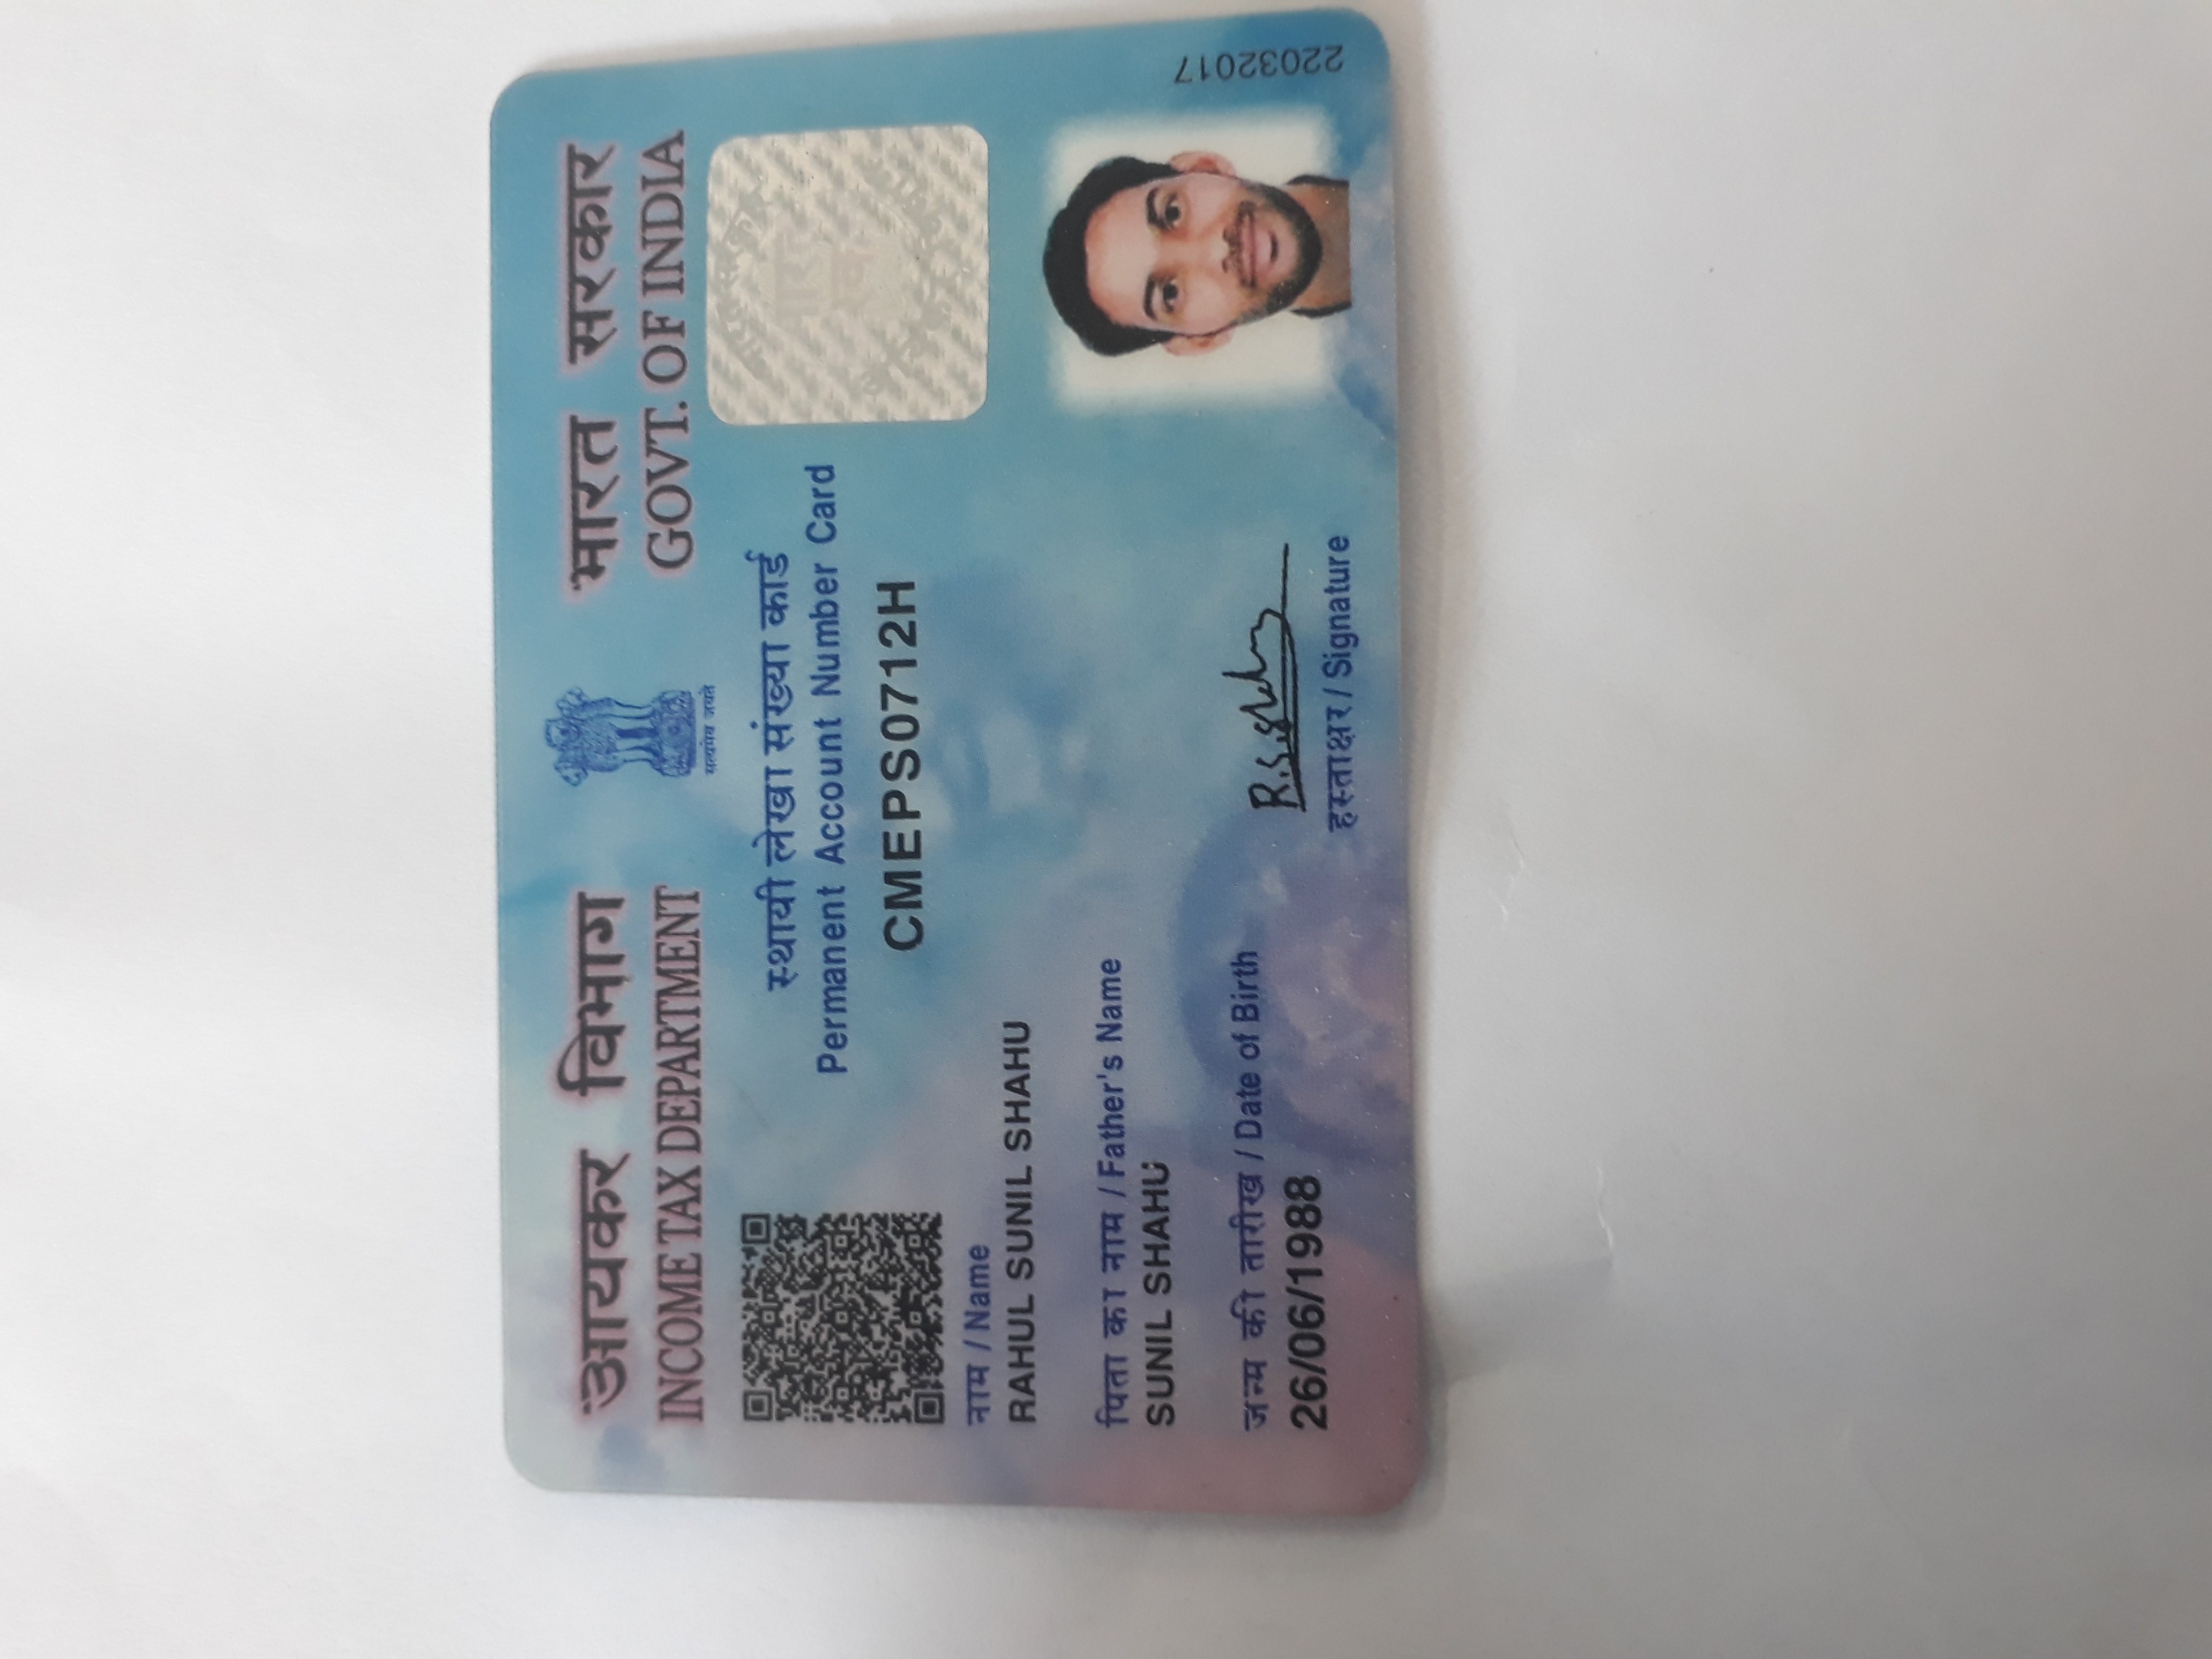 आयकर विभाग
INCOME TAX DEPARTMENT
सत्यमेव जयते
भारत सरकार
GOVT. OF INDIA
स्थायी लेखा संख्या कार्ड
Permanent Account Number Card
CMEPS0712H
नाम / Name
RAHUL SUNIL SHAHU
पिता का नाम / Father's Name
SUNIL SHAHU
जन्म की तारीख / Date of Birth
26/06/1988
हस्ताक्षर / Signature
22032017